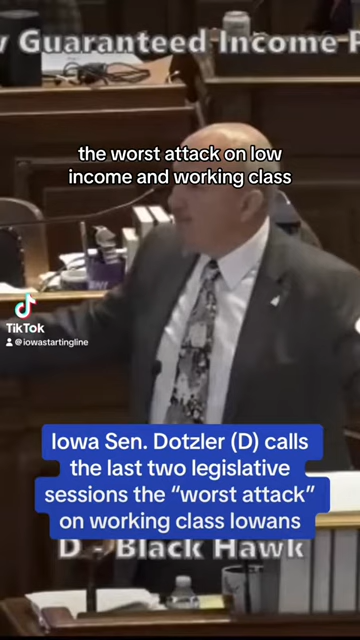 Guaranteed Income P
the worst attack on low
income and working class
TikTok
@iowastartingline
Iowa Sen. Dotzler (D) calls
the last two legislative
sessions the “worst attack”
on working class Iowans
D - Black Hawk